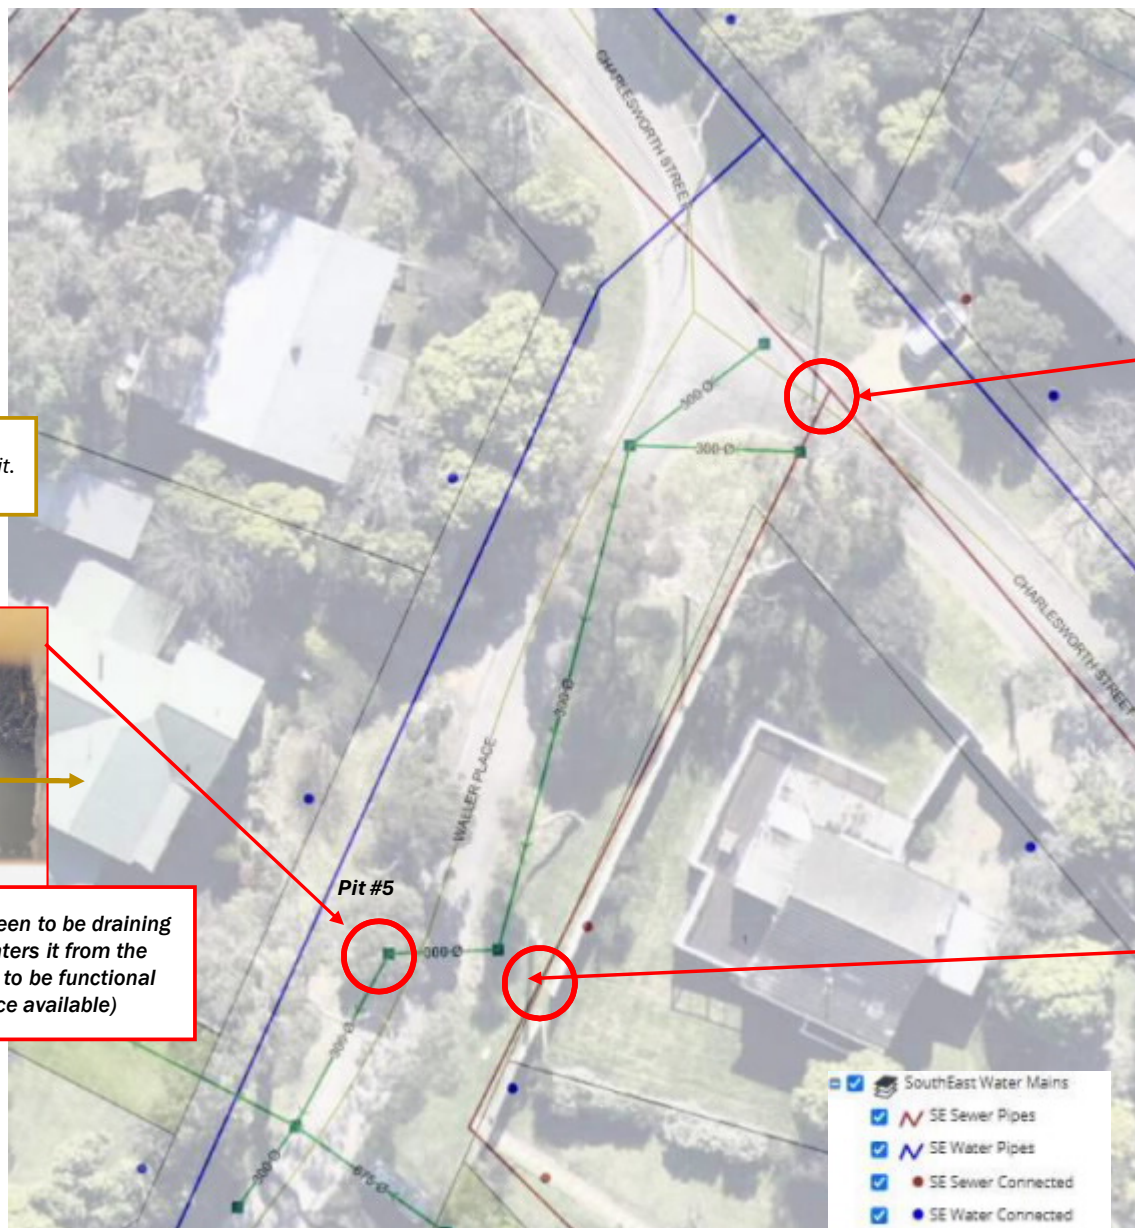 CHARLESWORTH STREET
300 Ø
300 Ø
it.
300 Ø
CHARLESWORTH STREET
WALLER PLACE
Pit #5
een to be draining
ters it from the
to be functional
ce available)
300 Ø
300 Ø
300 Ø
675 Ø
SouthEast Water Mains
SE Sewer Pipes
SE Water Pipes
SE Sewer Connected
SE Water Connected